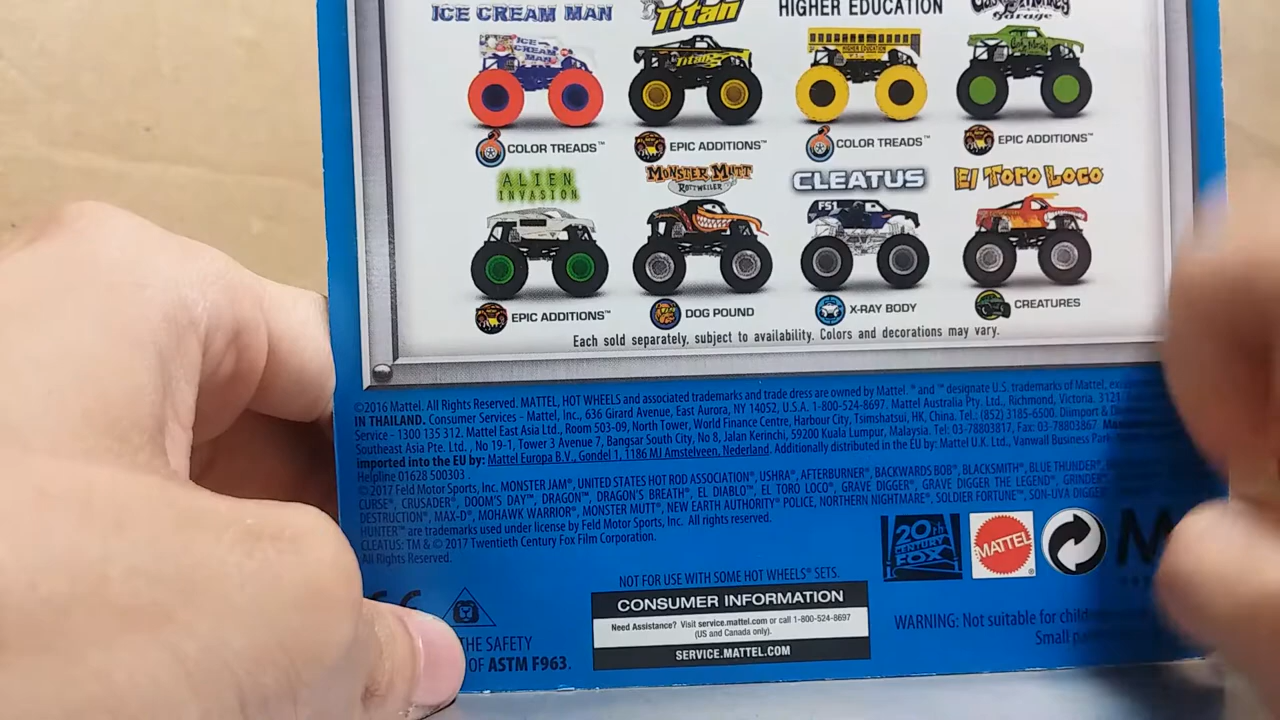 ICE CREAM MAN
Titan
HIGHER EDUCATION
Garage
ICE CREAM MAN
Titan
HIGHER EDUCATION
COLOR TREADS™
EPIC ADDITIONS™
COLOR TREADS™
EPIC ADDITIONS™
ALIEN INVASION
MONSTER MUTT ROTTWEILER
CLEATUS
EL TORO LOCO
FS1
EPIC ADDITIONS™
DOG POUND
X-RAY BODY
CREATURES
Each sold separately, subject to availability. Colors and decorations may vary.
©2016 Mattel. All Rights Reserved. MATTEL, HOT WHEELS and associated trademarks and trade dress are owned by Mattel. ® and ™ designate U.S. trademarks of Mattel,
IN THAILAND. Consumer Services - Mattel, Inc., 636 Girard Avenue, East Aurora, NY 14052, U.S.A. 1-800-524-8697. Mattel Australia Pty. Ltd., Richmond, Victoria. 3121
Service - 1300 135 312. Mattel East Asia Ltd., Room 503-09, North Tower, World Finance Centre, Harbour City, Tsimshatsui, HK, China. Tel.: (852) 3185-6500. Diimport &
Southeast Asia Pte. Ltd., No 19-1, Tower 3 Avenue 7, Bangsar South City, No 8, Jalan Kerinchi, 59200 Kuala Lumpur, Malaysia. Tel: 03-78803817, Fax: 03-78803867.
imported into the EU by: Mattel Europa B.V., Gondel 1, 1186 MJ Amstelveen, Nederland. Additionally distributed in the EU by: Mattel U.K. Ltd., Vanwall Business
Helpline 01628 500303.
© 2017 Feld Motor Sports, Inc. MONSTER JAM®, UNITED STATES HOT ROD ASSOCIATION®, USHRA®, AFTERBURNER®, BACKWARDS BOB®, BLACKSMITH®, BLUE THUNDER®,
CURSE®, CRUSADER®, DOOM'S DAY™, DRAGON™, DRAGON'S BREATH®, EL DIABLO™, EL TORO LOCO®, GRAVE DIGGER®, GRAVE DIGGER THE LEGEND®, GRINDER®
DESTRUCTION®, MAX-D®, MOHAWK WARRIOR®, MONSTER MUTT®, NEW EARTH AUTHORITY® POLICE, NORTHERN NIGHTMARE®, SOLDIER FORTUNE™, SON-UVA DIGGER
HUNTER™ are trademarks used under license by Feld Motor Sports, Inc. All rights reserved.
CLEATUS: TM & © 2017 Twentieth Century Fox Film Corporation.
All Rights Reserved.
20th CENTURY FOX
MATTEL
NOT FOR USE WITH SOME HOT WHEELS® SETS.
CONSUMER INFORMATION
Need Assistance? Visit service.mattel.com or call 1-800-524-8697
(US and Canada only).
SERVICE.MATTEL.COM
WARNING: Not suitable for
Small
THE SAFETY
OF ASTM F963.